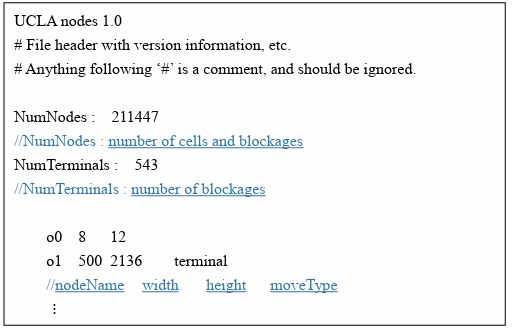 UCLA nodes 1.0
# File header with version information, etc.
# Anything following ‘#’ is a comment, and should be ignored.
NumNodes : 211447
//NumNodes : number of cells and blockages
NumTerminals : 543
//NumTerminals : number of blockages
o0 8 12
o1 500 2136 terminal
//nodeName width height moveType
⋮